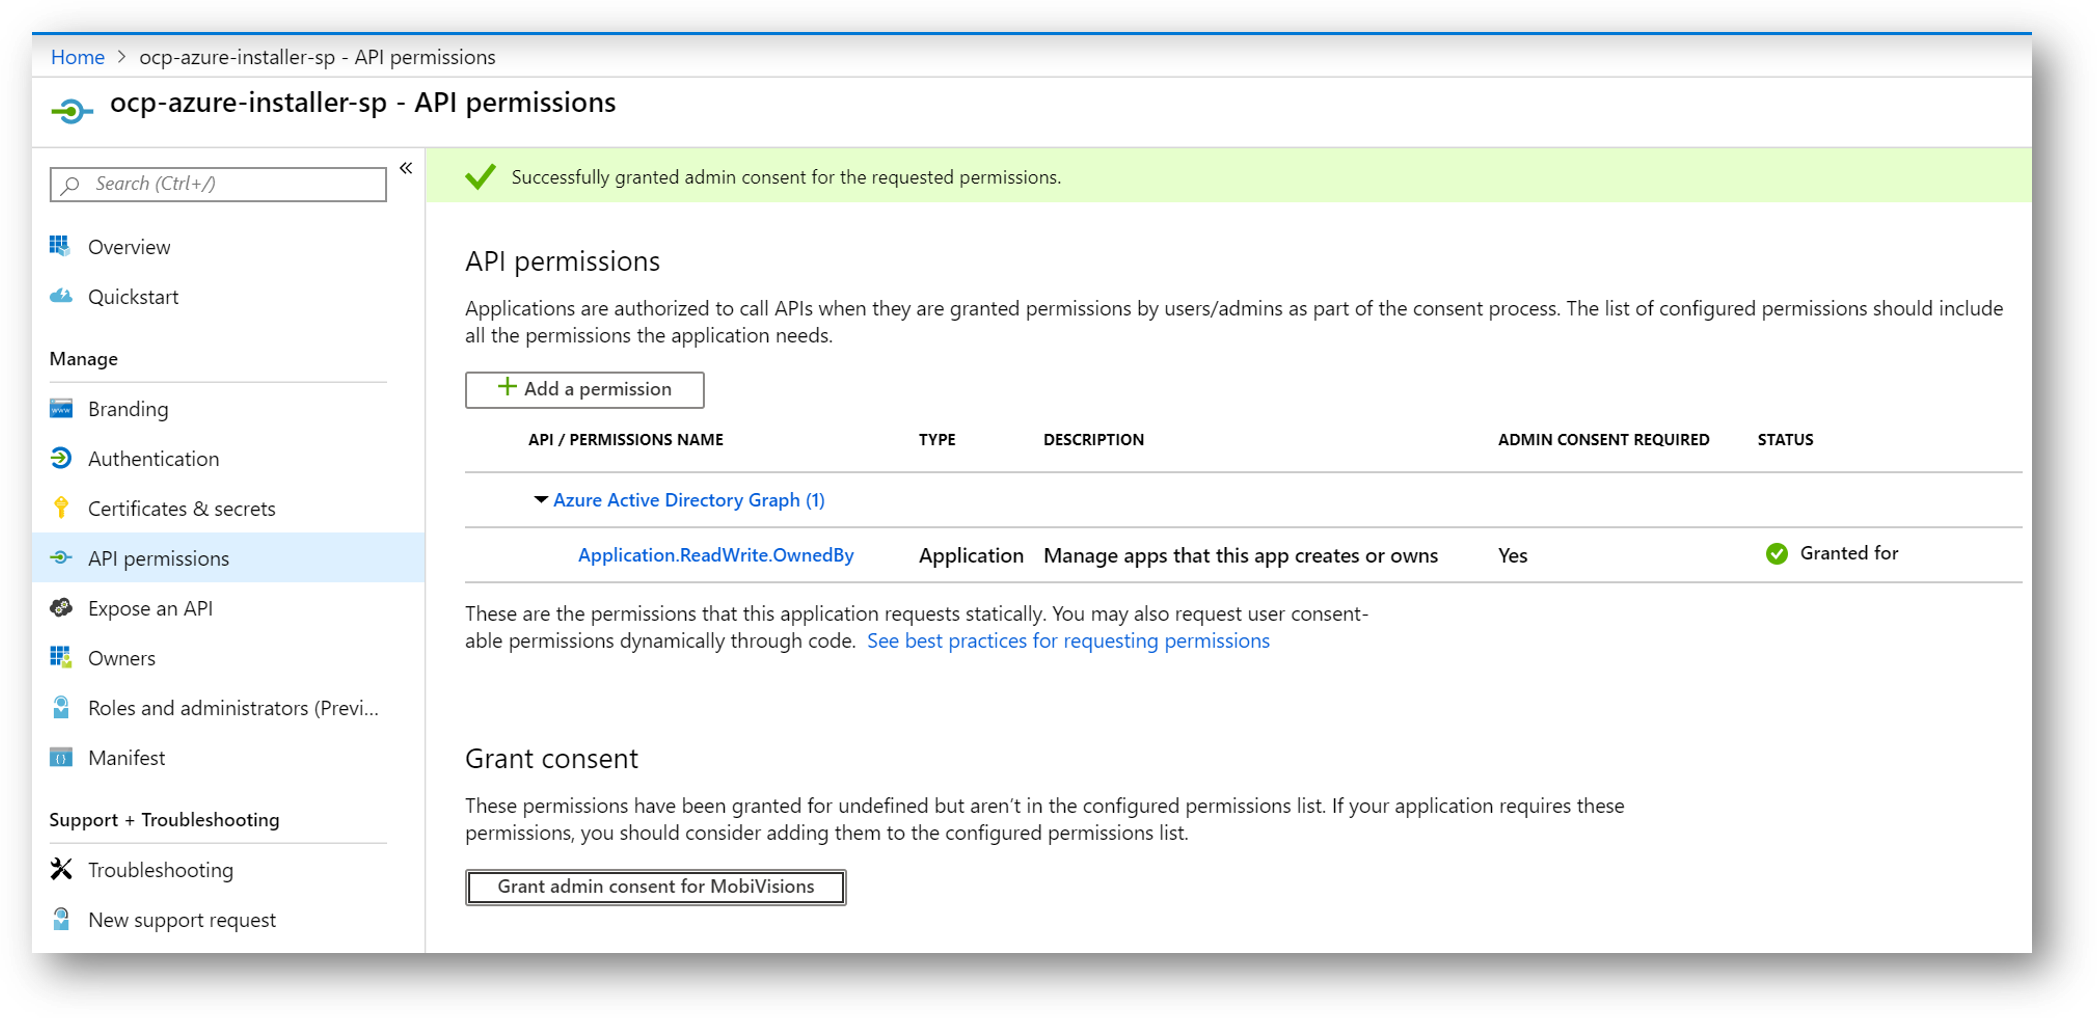 Home > ocp-azure-installer-sp - API permissions
ocp-azure-installer-sp - API permissions
Search (Ctrl+/)
«
Overview
Quickstart
Manage
Branding
Authentication
Certificates & secrets
API permissions
Expose an API
Owners
Roles and administrators (Previ...
Manifest
Support + Troubleshooting
Troubleshooting
New support request
Successfully granted admin consent for the requested permissions.
API permissions
Applications are authorized to call APIs when they are granted permissions by users/admins as part of the consent process. The list of configured permissions should include
all the permissions the application needs.
+ Add a permission
API / PERMISSIONS NAME TYPE DESCRIPTION ADMIN CONSENT REQUIRED STATUS
Azure Active Directory Graph (1)
Application.ReadWrite.OwnedBy Application Manage apps that this app creates or owns Yes Granted for
These are the permissions that this application requests statically. You may also request user consent-
able permissions dynamically through code. See best practices for requesting permissions
Grant consent
These permissions have been granted for undefined but aren't in the configured permissions list. If your application requires these
permissions, you should consider adding them to the configured permissions list.
Grant admin consent for MobiVisions